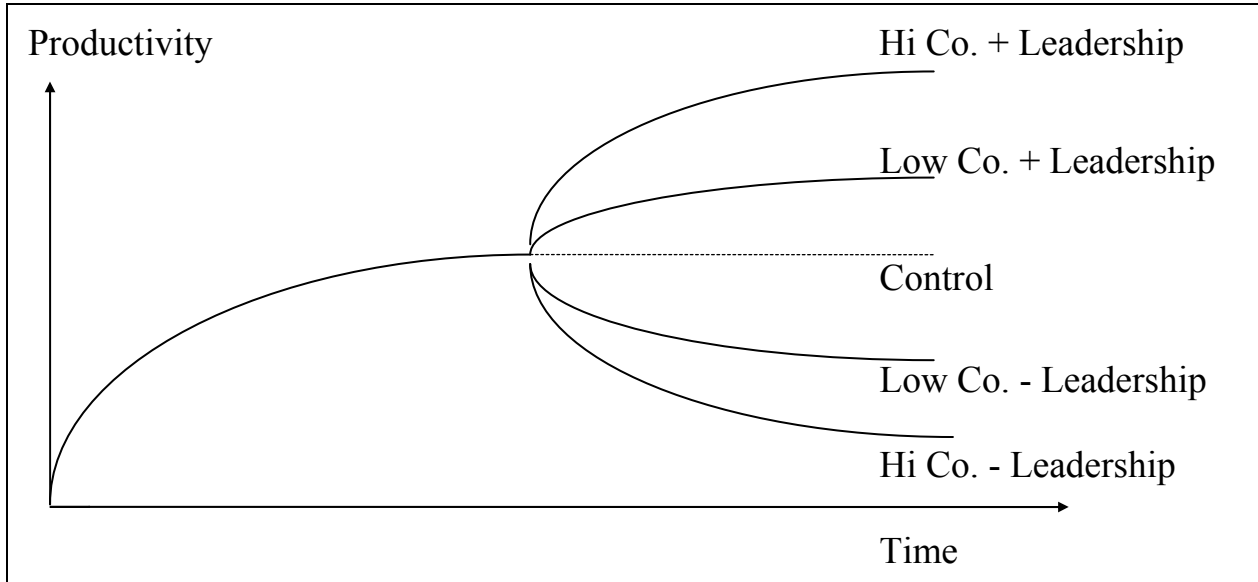 Productivity
Hi Co. + Leadership
Low Co. + Leadership
Control
Low Co. - Leadership
Hi Co. - Leadership
Time